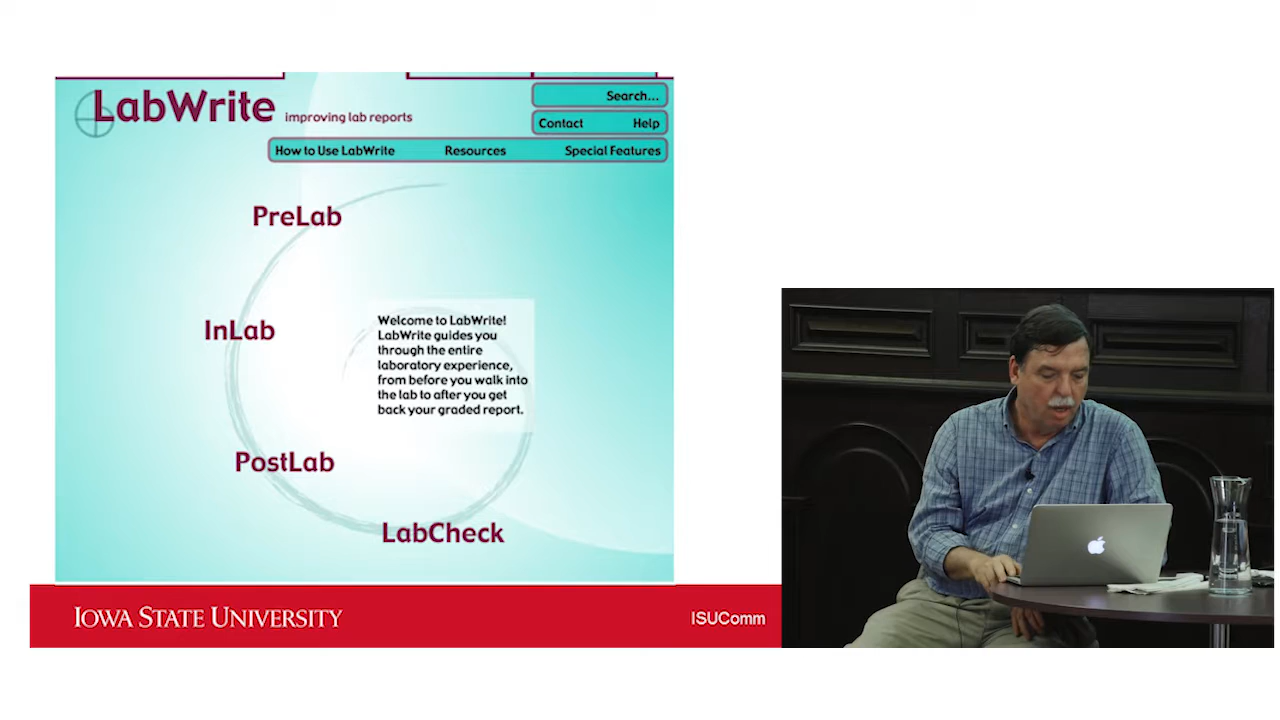 LabWrite improving lab reports
Search...
Contact Help
How to Use LabWrite Resources Special Features
PreLab
InLab
Welcome to LabWrite!
LabWrite guides you
through the entire
laboratory experience,
from before you walk into
the lab to after you get
back your graded report.
PostLab
LabCheck
IOWA STATE UNIVERSITY
ISUComm